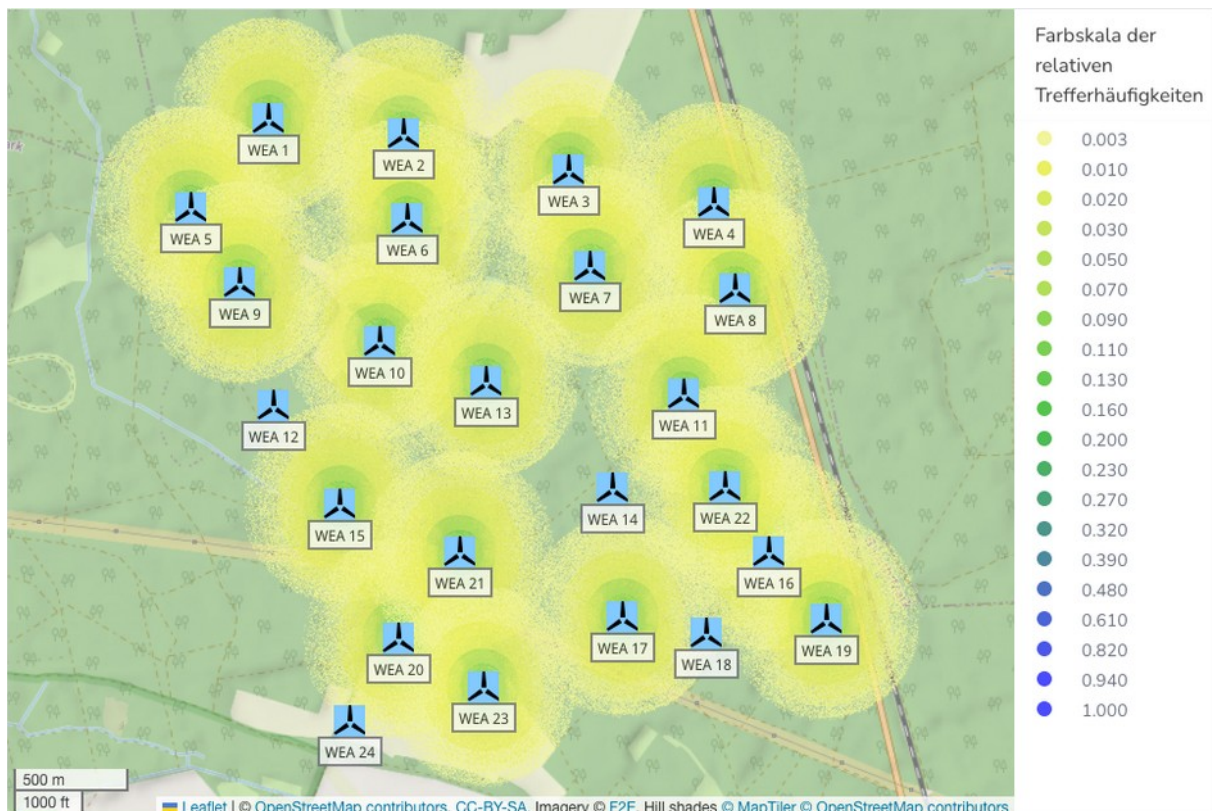 Farbskala der
relativen
Trefferhäufigkeiten
0.003
0.010
0.020
0.030
0.050
0.070
0.090
0.110
0.130
0.160
0.200
0.230
0.270
0.320
0.390
0.480
0.610
0.820
0.940
1.000
WEA 1
WEA 2
WEA 3
WEA 4
WEA 5
WEA 6
WEA 7
WEA 8
WEA 9
WEA 10
WEA 13
WEA 11
WEA 12
WEA 14
WEA 22
WEA 15
WEA 21
WEA 16
WEA 17
WEA 18
WEA 19
WEA 20
WEA 23
WEA 24
500 m
1000 ft
Leaflet | © OpenStreetMap contributors, CC-BY-SA, Imagery © F2E, Hill shades © MapTiler © OpenStreetMap contributors